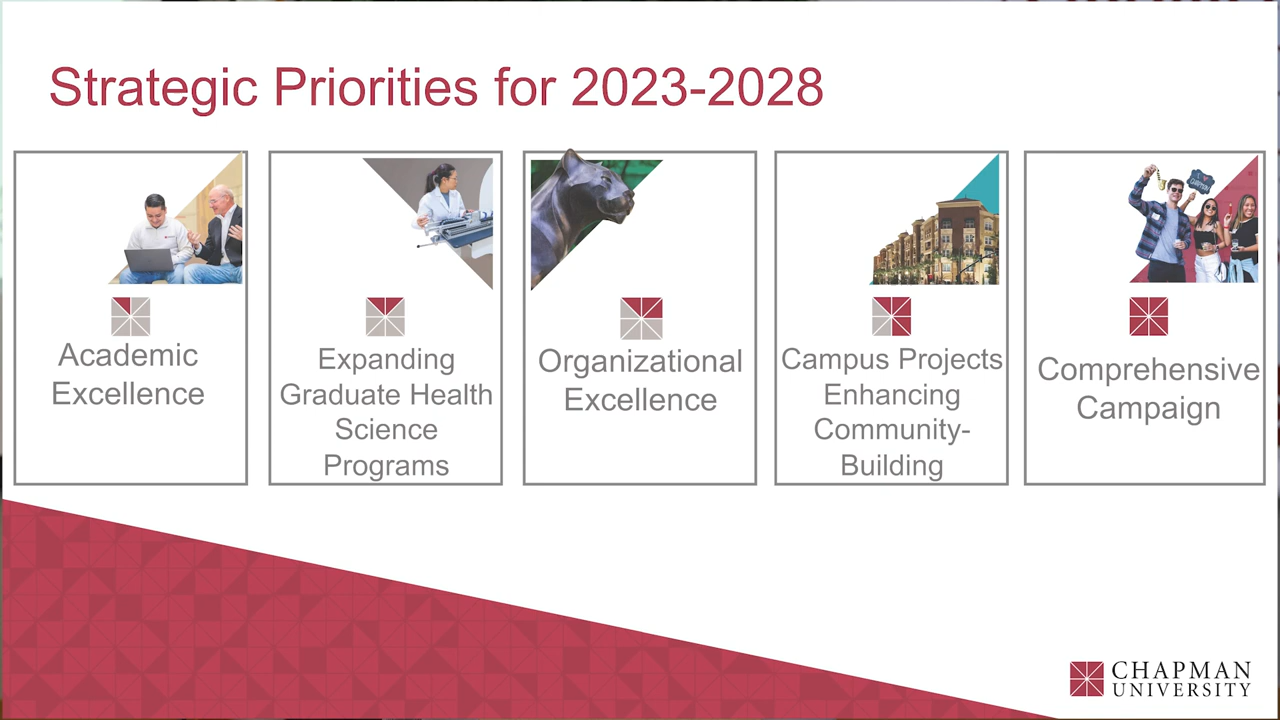 Strategic Priorities for 2023-2028
Academic
Excellence
Expanding
Graduate Health
Science
Programs
Organizational
Excellence
Campus Projects
Enhancing
Community-
Building
Comprehensive
Campaign
CHAPMAN
UNIVERSITY